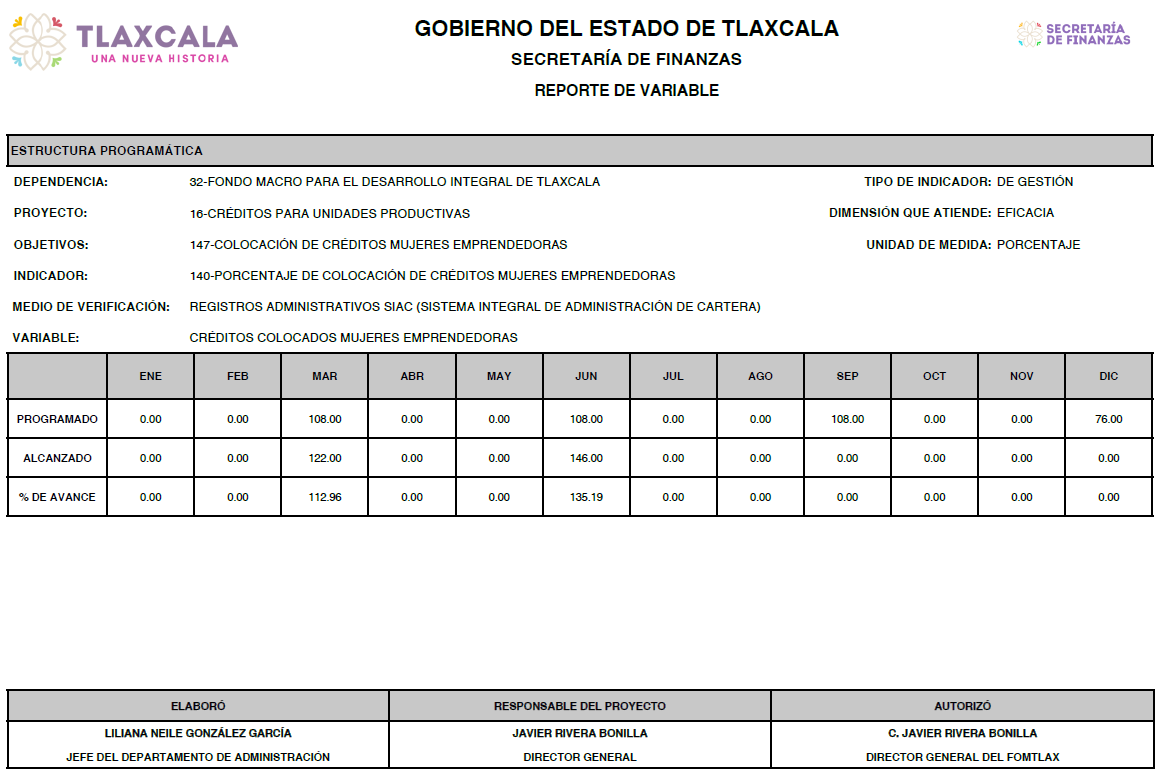 TLAXCALA
UNA NUEVA HISTORIA
GOBIERNO DEL ESTADO DE TLAXCALA
SECRETARÍA DE FINANZAS
REPORTE DE VARIABLE
SECRETARÍA
DE FINANZAS
ESTRUCTURA PROGRAMÁTICA
DEPENDENCIA: 32-FONDO MACRO PARA EL DESARROLLO INTEGRAL DE TLAXCALA TIPO DE INDICADOR: DE GESTIÓN
PROYECTO: 16-CRÉDITOS PARA UNIDADES PRODUCTIVAS DIMENSIÓN QUE ATIENDE: EFICACIA
OBJETIVOS: 147-COLOCACIÓN DE CRÉDITOS MUJERES EMPRENDEDORAS UNIDAD DE MEDIDA: PORCENTAJE
INDICADOR: 140-PORCENTAJE DE COLOCACIÓN DE CRÉDITOS MUJERES EMPRENDEDORAS
MEDIO DE VERIFICACIÓN: REGISTROS ADMINISTRATIVOS SIAC (SISTEMA INTEGRAL DE ADMINISTRACIÓN DE CARTERA)
VARIABLE: CRÉDITOS COLOCADOS MUJERES EMPRENDEDORAS
ENE FEB MAR ABR MAY JUN JUL AGO SEP OCT NOV DIC
PROGRAMADO 0.00 0.00 108.00 0.00 0.00 108.00 0.00 0.00 108.00 0.00 0.00 76.00
ALCANZADO 0.00 0.00 122.00 0.00 0.00 146.00 0.00 0.00 0.00 0.00 0.00 0.00
% DE AVANCE 0.00 0.00 112.96 0.00 0.00 135.19 0.00 0.00 0.00 0.00 0.00 0.00
ELABORÓ RESPONSABLE DEL PROYECTO AUTORIZÓ
LILIANA NEILE GONZÁLEZ GARCÍA JAVIER RIVERA BONILLA C. JAVIER RIVERA BONILLA
JEFE DEL DEPARTAMENTO DE ADMINISTRACIÓN DIRECTOR GENERAL DIRECTOR GENERAL DEL FOMTLAX